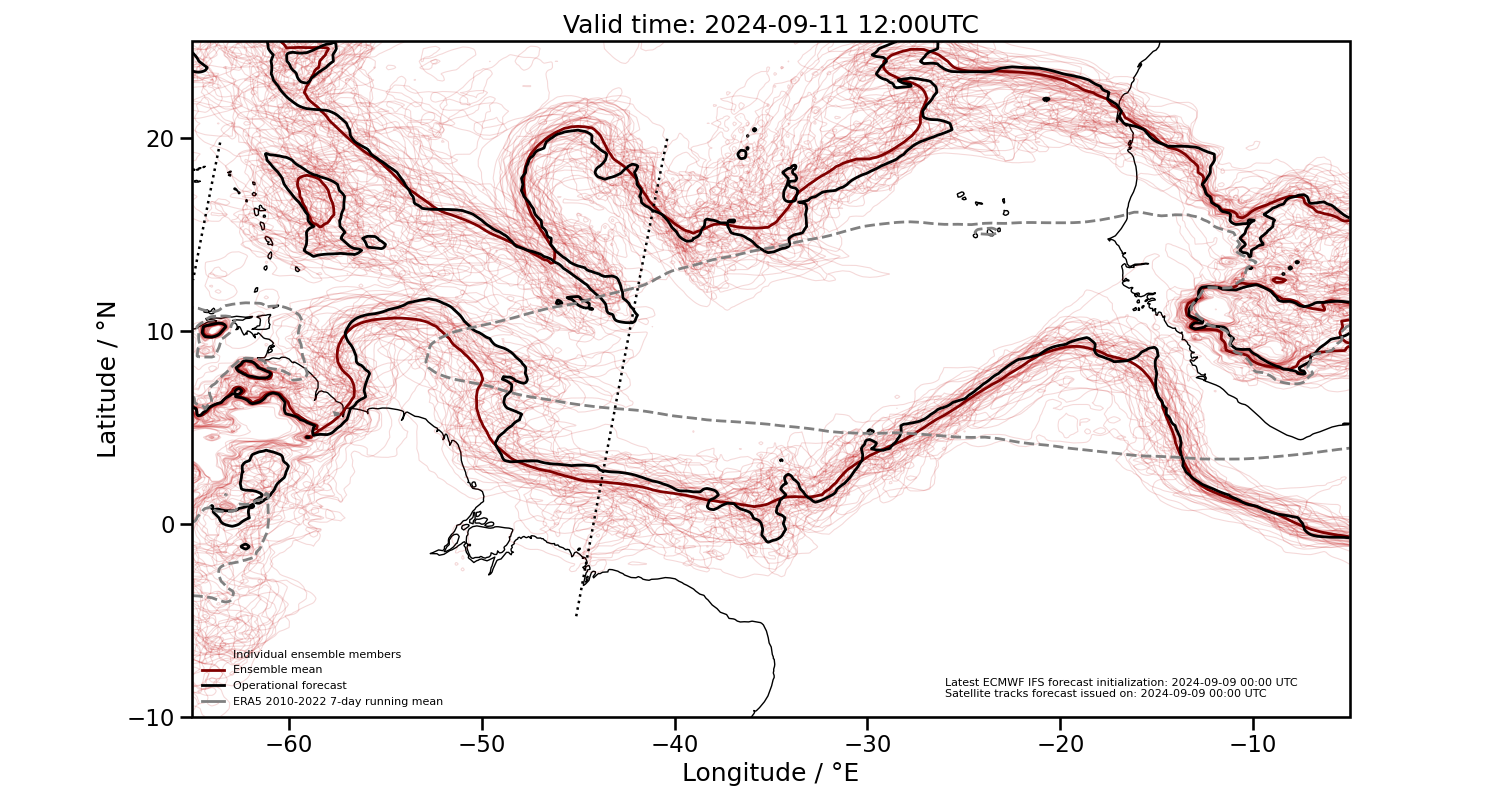 Valid time: 2024-09-11 12:00UTC
20
10
0
−10
Latitude / °N
Individual ensemble members
Ensemble mean
Operational forecast
ERA5 2010-2022 7-day running mean
Latest ECMWF IFS forecast initialization: 2024-09-09 00:00 UTC
Satellite tracks forecast issued on: 2024-09-09 00:00 UTC
−60
−50
−40
−30
−20
−10
Longitude / °E